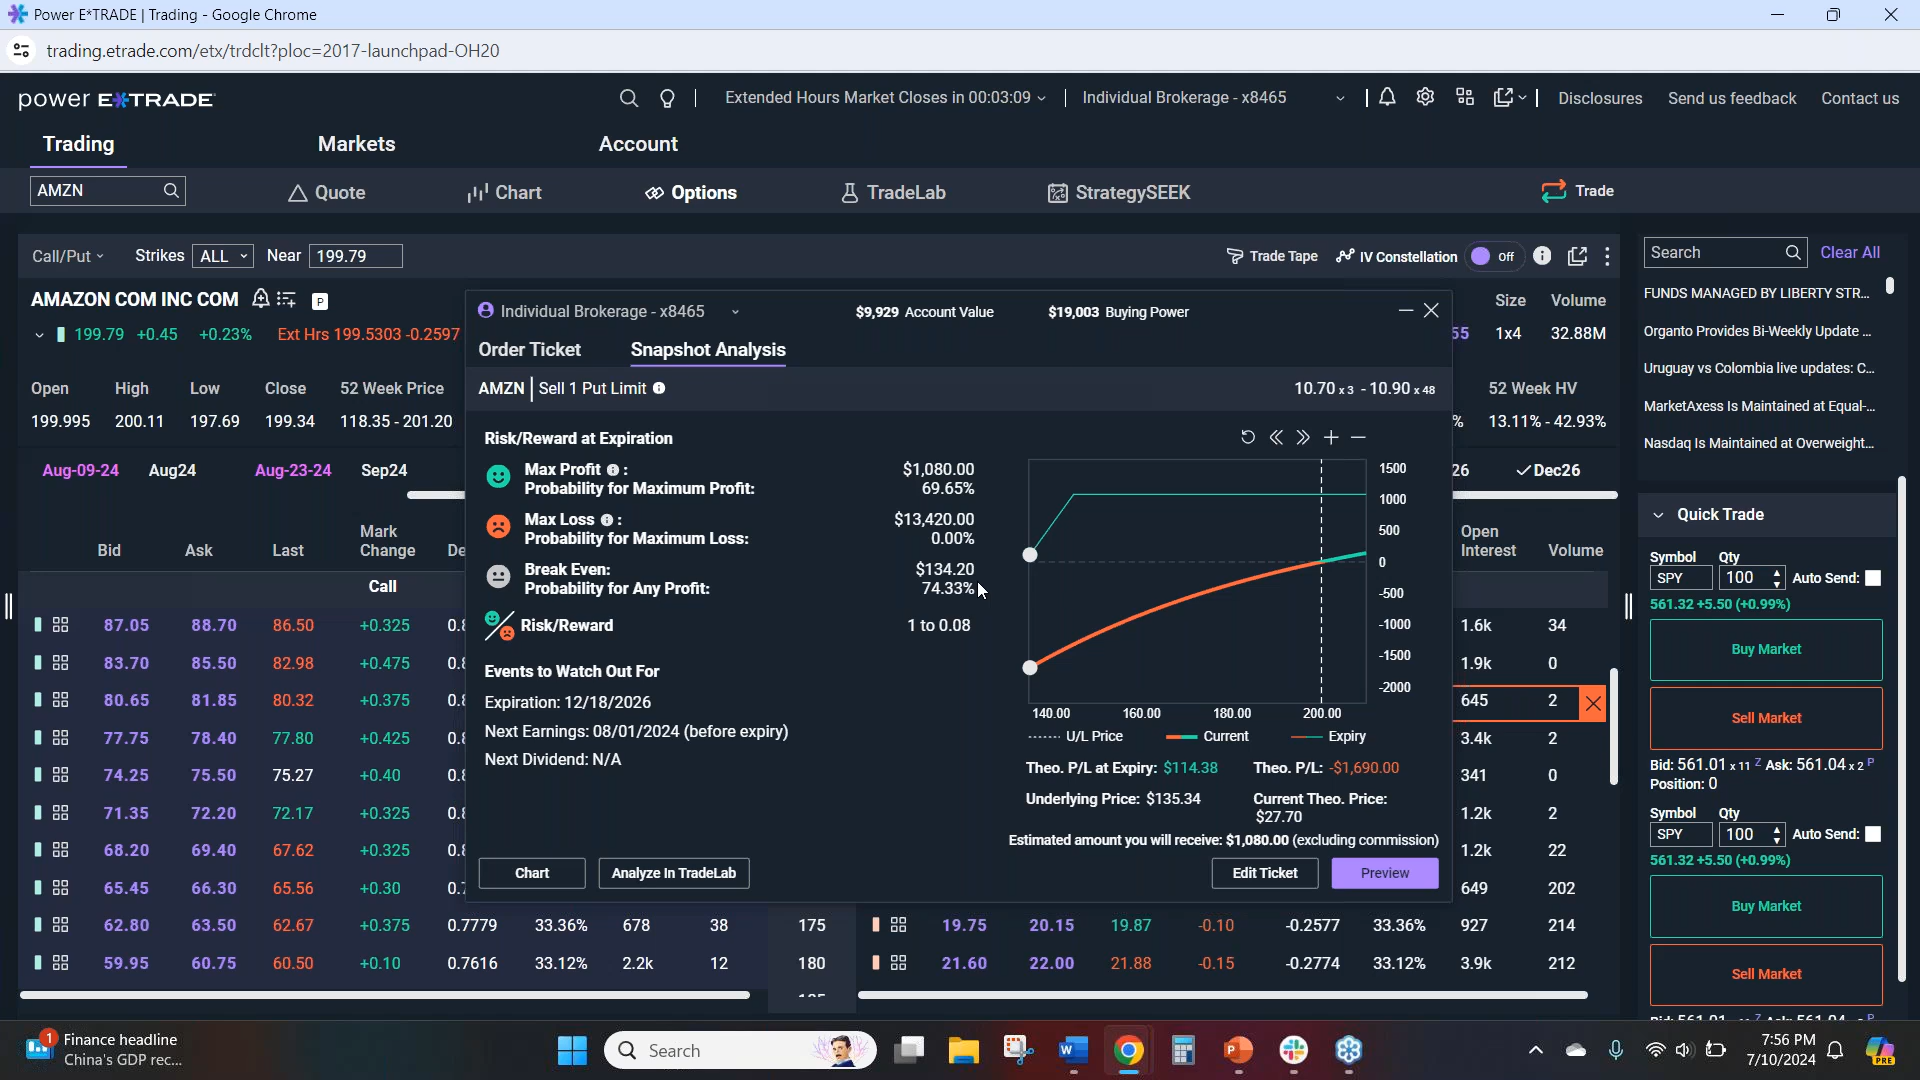 Power E*TRADE | Trading - Google Chrome
trading.etrade.com/etx/trdclt?ploc=2017-launchpad-OH20
power E*TRADE
Extended Hours Market Closes in 00:03:09
Individual Brokerage - x8465
Disclosures
Send us feedback
Contact us
Trading
Markets
Account
AMZN
Quote
Chart
Options
TradeLab
StrategySEEK
Trade
Call/Put
Strikes ALL Near 199.79
Trade Tape
IV Constellation
Off
AMAZON COM INC COM
P
199.79 +0.45 +0.23% Ext Hrs 199.5303 -0.2597
Open High Low Close 52 Week Price
199.995 200.11 197.69 199.34 118.35 - 201.20
Aug-09-24 Aug24 Aug-23-24 Sep24
Bid Ask Last Mark Change De
Call
87.05 88.70 86.50 +0.325 0.8
83.70 85.50 82.98 +0.475 0.8
80.65 81.85 80.32 +0.375 0.8
77.75 78.40 77.80 +0.425 0.8
74.25 75.50 75.27 +0.40 0.8
71.35 72.20 72.17 +0.325 0.8
68.20 69.40 67.62 +0.325 0.8
65.45 66.30 65.56 +0.30 0.7
62.80 63.50 62.67 +0.375 0.7779 33.36% 678 38 175 19.75 20.15 19.87 -0.10 -0.2577 33.36% 927 214
59.95 60.75 60.50 +0.10 0.7616 33.12% 2.2k 12 180 21.60 22.00 21.88 -0.15 -0.2774 33.12% 3.9k 212
Individual Brokerage - x8465
$9,929 Account Value
$19,003 Buying Power
Order Ticket
Snapshot Analysis
AMZN | Sell 1 Put Limit
10.70 x 3 - 10.90 x 48
Risk/Reward at Expiration
Max Profit :
$1,080.00
Probability for Maximum Profit:
69.65%
Max Loss :
$13,420.00
Probability for Maximum Loss:
0.00%
Break Even:
$134.20
Probability for Any Profit:
74.33%
Risk/Reward
1 to 0.08
Events to Watch Out For
Expiration: 12/18/2026
Next Earnings: 08/01/2024 (before expiry)
Next Dividend: N/A
1500
1000
500
0
-500
-1000
-1500
-2000
140.00 160.00 180.00 200.00
U/L Price Current Expiry
Theo. P/L at Expiry: $114.38 Theo. P/L: -$1,690.00
Underlying Price: $135.34 Current Theo. Price:
$27.70
Estimated amount you will receive: $1,080.00 (excluding commission)
Chart
Analyze In TradeLab
Edit Ticket
Preview
Size Volume
55 1x4 32.88M
52 Week HV
% 13.11% - 42.93%
26 Dec26
Open Interest Volume
1.6k 34
1.9k 0
645 2
3.4k 2
341 0
1.2k 2
1.2k 22
649 202
Search
Clear All
FUNDS MANAGED BY LIBERTY STR...
Organto Provides Bi-Weekly Update ...
Uruguay vs Colombia live updates: C...
MarketAxess Is Maintained at Equal-...
Nasdaq Is Maintained at Overweight...
Quick Trade
Symbol Qty
SPY 100 Auto Send:
561.32 +5.50 (+0.99%)
Buy Market
Sell Market
Bid: 561.01 x 11 Z Ask: 561.04 x 2 P
Position: 0
Symbol Qty
SPY 100 Auto Send:
561.32 +5.50 (+0.99%)
Buy Market
Sell Market
1
Finance headline
China's GDP rec...
Search
7:56 PM
7/10/2024
PRE